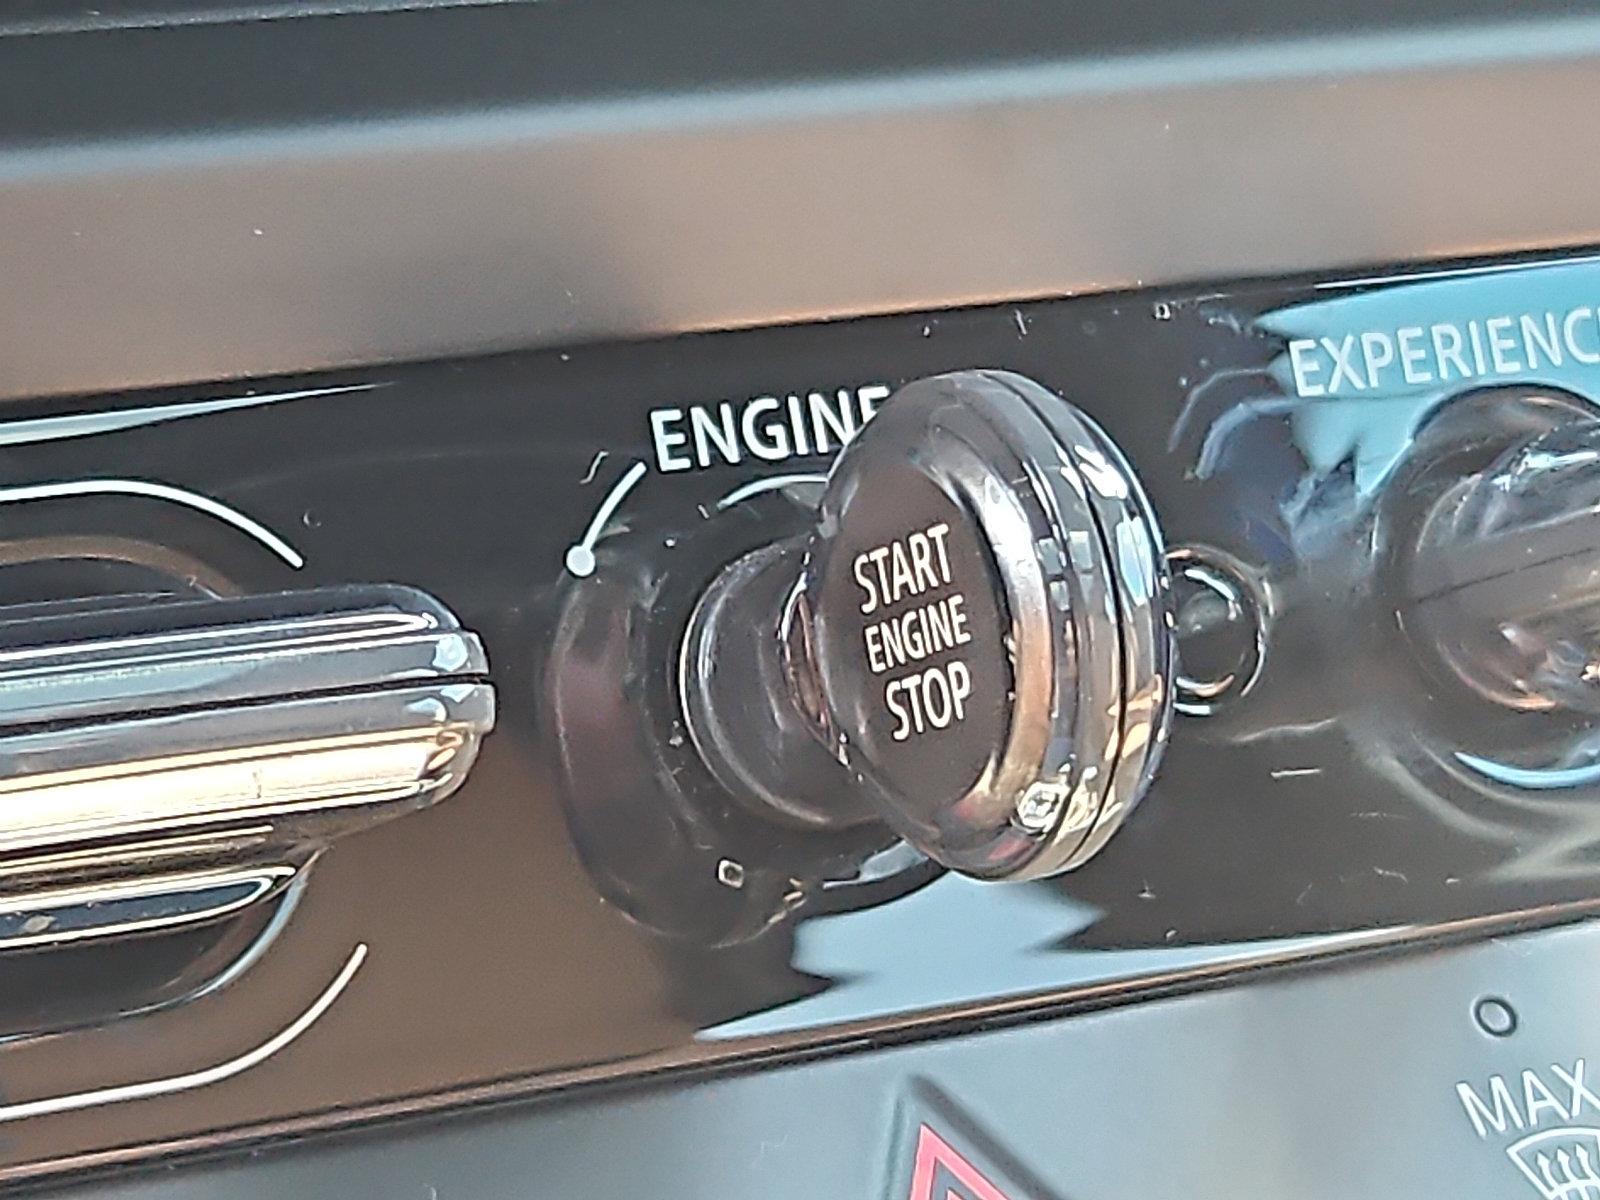 ENGINE
EXPERIENC
START
ENGINE
STOP
MAX